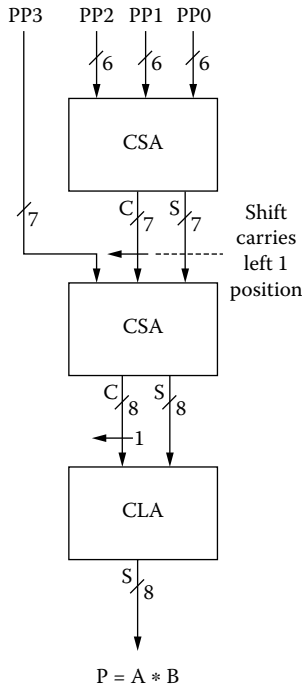 PP3 PP2 PP1 PP0
6 6 6
CSA
7 C 7 S 7
Shift
carries
left 1
position
CSA
C 8 S 8
1
CLA
S 8
P = A * B